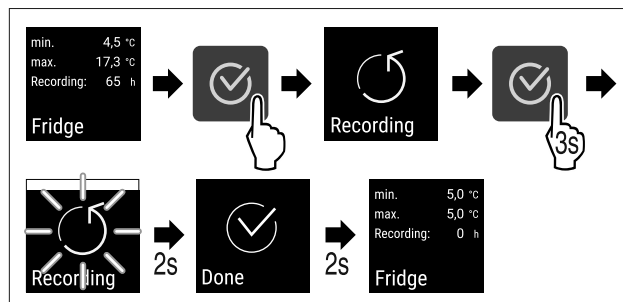 min. 4,5 °C
max. 17,3 °C
Recording: 65 h
Fridge
Recording
3s
Recording
2s
Done
2s
min. 5,0 °C
max. 5,0 °C
Recording: 0 h
Fridge